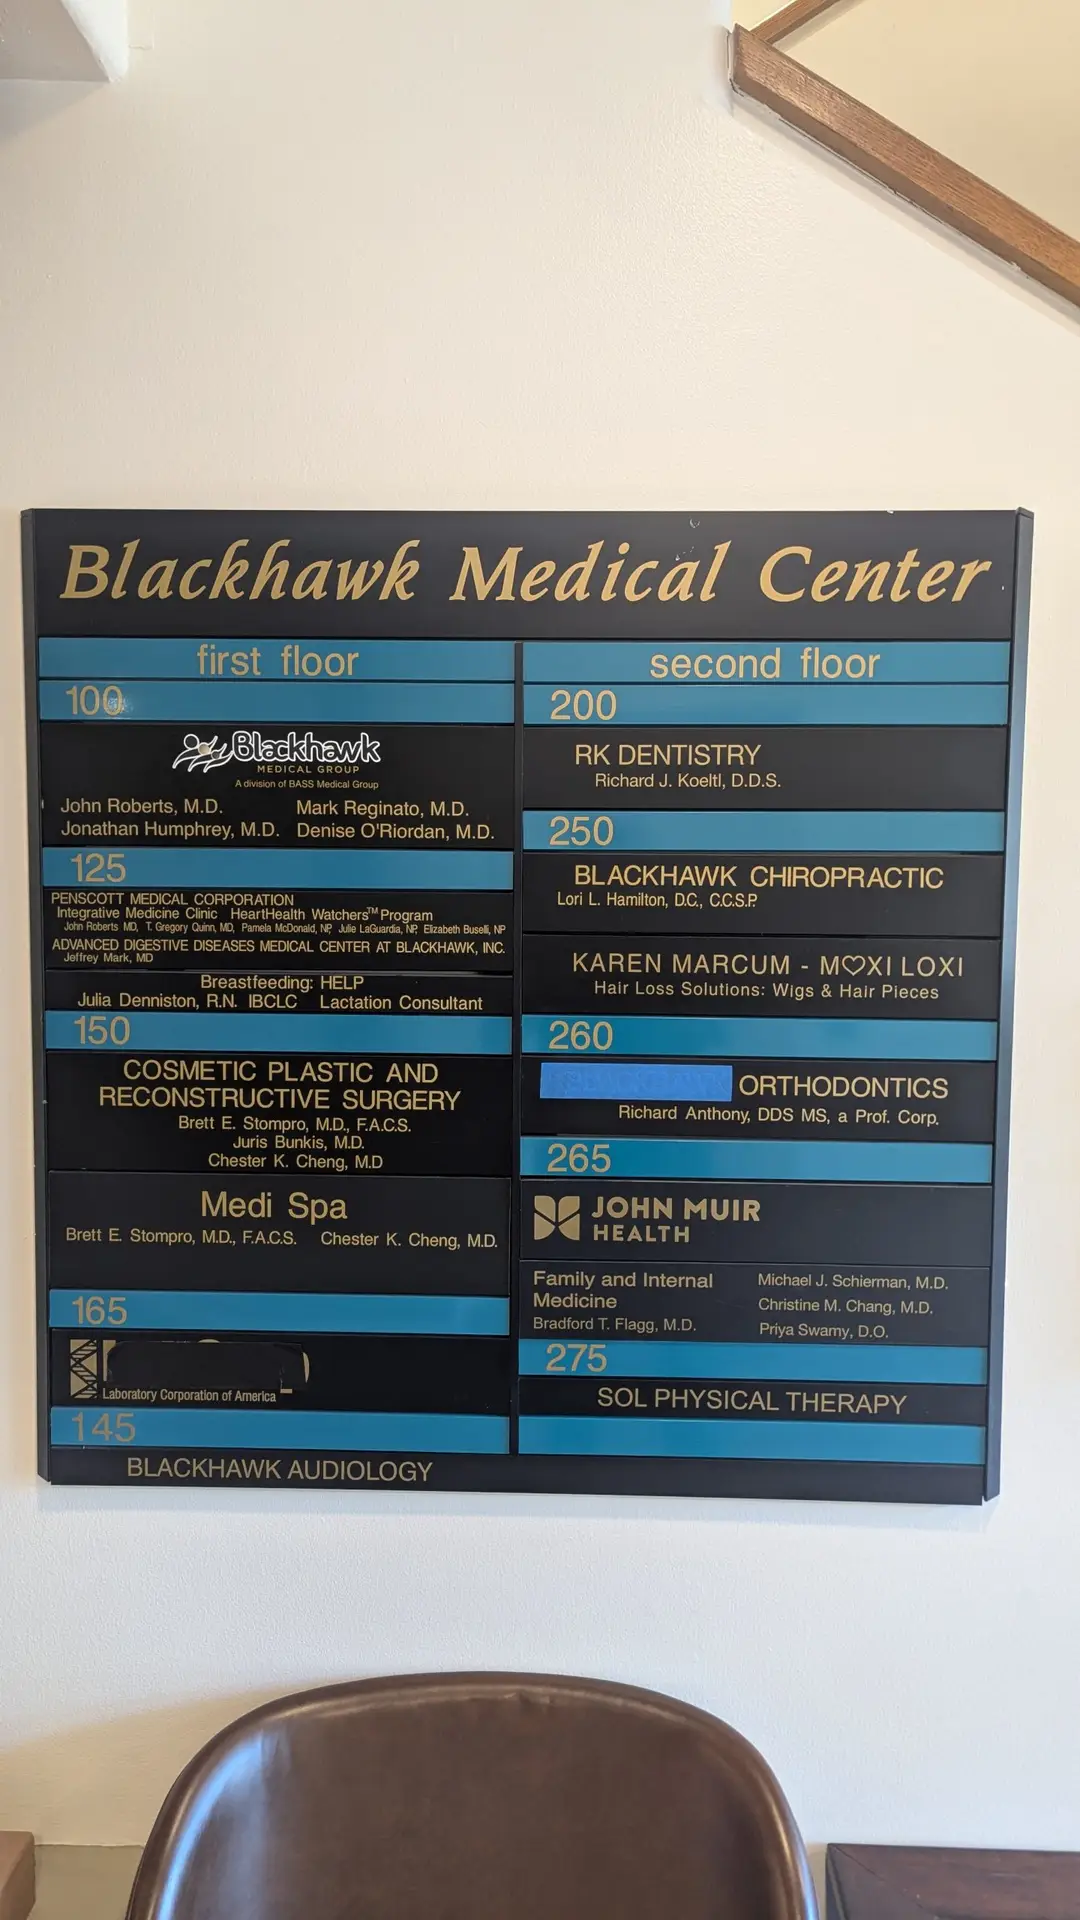 Blackhawk Medical Center
first floor
100
Blackhawk
MEDICAL GROUP
A division of BASS Medical Group
John Roberts, M.D. Mark Reginato, M.D.
Jonathan Humphrey, M.D. Denise O'Riordan, M.D.
125
PENSCOTT MEDICAL CORPORATION
Integrative Medicine Clinic HeartHealth Watchers™ Program
John Roberts MD, T. Gregory Quinn, MD, Pamela McDonald, NP, Julie LaGuardia, NP, Elizabeth Buselli, NP
ADVANCED DIGESTIVE DISEASES MEDICAL CENTER AT BLACKHAWK, INC.
Jeffrey Mark, MD
Breastfeeding: HELP
Julia Denniston, R.N. IBCLC Lactation Consultant
150
COSMETIC PLASTIC AND
RECONSTRUCTIVE SURGERY
Brett E. Stompro, M.D., F.A.C.S.
Juris Bunkis, M.D.
Chester K. Cheng, M.D
Medi Spa
Brett E. Stompro, M.D., F.A.C.S. Chester K. Cheng, M.D.
165
Laboratory Corporation of America
145
BLACKHAWK AUDIOLOGY
second floor
200
RK DENTISTRY
Richard J. Koeltl, D.D.S.
250
BLACKHAWK CHIROPRACTIC
Lori L. Hamilton, D.C., C.C.S.P.
KAREN MARCUM - M♡XI LOXI
Hair Loss Solutions: Wigs & Hair Pieces
260
ORTHODONTICS
Richard Anthony, DDS MS, a Prof. Corp.
265
JOHN MUIR
HEALTH
Family and Internal
Medicine
Bradford T. Flagg, M.D.
Michael J. Schierman, M.D.
Christine M. Chang, M.D.
Priya Swamy, D.O.
275
SOL PHYSICAL THERAPY